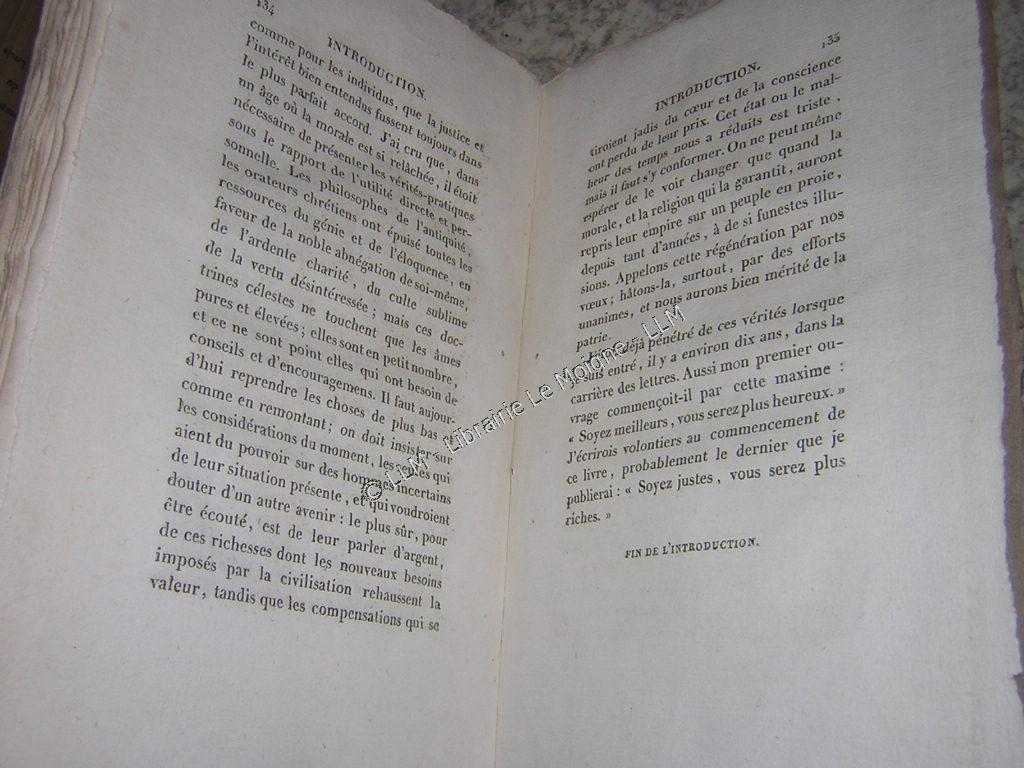 134
INTRODUCTION.
comme pour les individus, que la justice et
l'intérêt bien entendus fussent toujours dans
le plus parfait accord. J'ai cru que, dans
un âge où la morale est si relâchée, il étoit
nécessaire de présenter les vérités-pratiques
sous le rapport de l'utilité directe et per-
sonnelle. Les philosophes de l'antiquité,
les orateurs chrétiens ont épuisé toutes les
ressources du génie et de l'éloquence, en
faveur de la noble abnégation de soi-même,
de l'ardente charité, du culte sublime
de la vertu désintéressée; mais ces doc-
trines célestes ne touchent que les âmes
pures et élevées; elles sont en petit nombre,
et ce ne sont point elles qui ont besoin de
conseils et d'encouragemens. Il faut aujour-
d'hui reprendre les choses de plus bas et
comme en remontant; on doit insister sur
les considérations du moment, les seules qui
aient du pouvoir sur des hommes incertains
de leur situation présente, et qui voudroient
douter d'un autre avenir: le plus sûr, pour
être écouté, est de leur parler d'argent,
de ces richesses dont les nouveaux besoins
imposés par la civilisation rehaussent la
valeur, tandis que les compensations qui se
135
INTRODUCTION.
tiroient jadis du cœur et de la conscience
ont perdu de leur prix. Cet état ou le mal-
heur des temps nous a réduits est triste,
mais il faut s'y conformer. On ne peut même
espérer de le voir changer que quand la
morale, et la religion qui la garantit, auront
repris leur empire sur un peuple en proie,
depuis tant d'années, à de si funestes illu-
sions. Appelons cette régénération par nos
vœux; hâtons-la, surtout, par des efforts
unanimes, et nous aurons bien mérité de la
patrie.
déjà pénétré de ces vérités lorsque
suis entré, il y a environ dix ans, dans la
carrière des lettres. Aussi mon premier ou-
vrage commençoit-il par cette maxime:
« Soyez meilleurs, vous serez plus heureux. »
J'écrirois volontiers au commencement de
ce livre, probablement le dernier que je
publierai: « Soyez justes, vous serez plus
riches. »
FIN DE L'INTRODUCTION.
© LLM - Librairie Le Moine - LLM